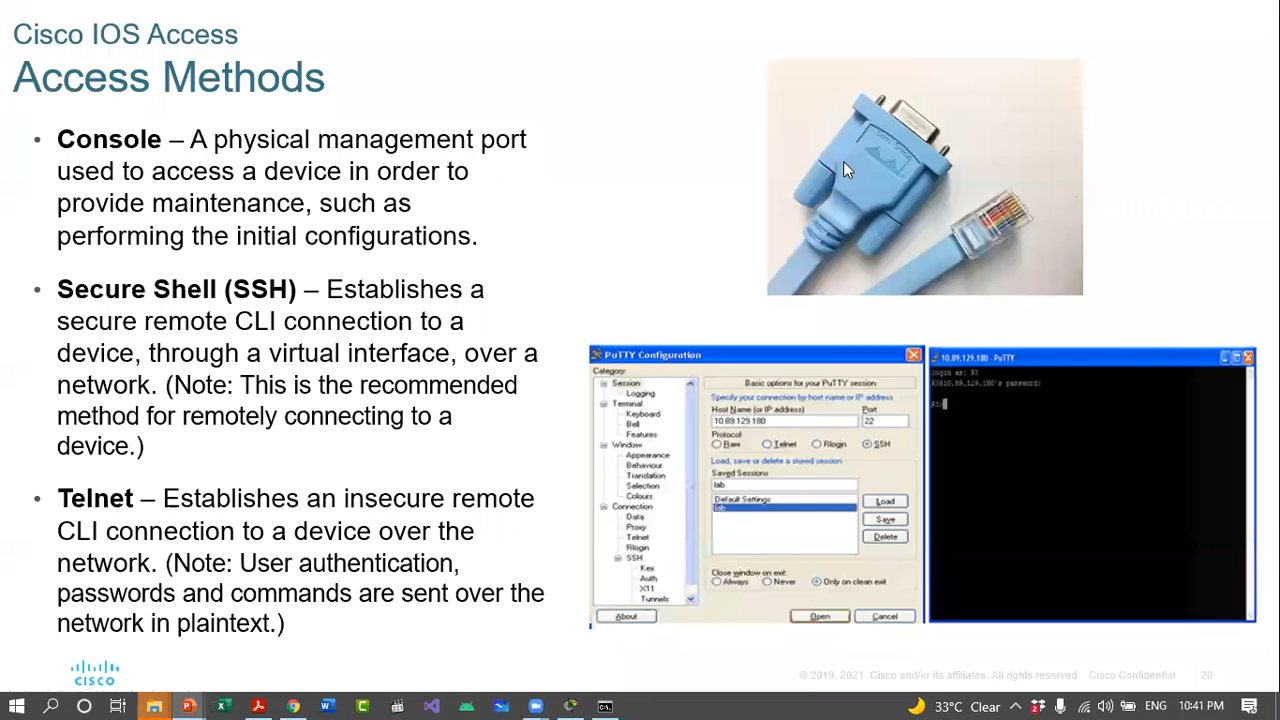 Cisco IOS Access
Access Methods
• Console – A physical management port
used to access a device in order to
provide maintenance, such as
performing the initial configurations.
• Secure Shell (SSH) – Establishes a
secure remote CLI connection to a
device, through a virtual interface, over a
network. (Note: This is the recommended
method for remotely connecting to a
device.)
• Telnet – Establishes an insecure remote
CLI connection to a device over the
network. (Note: User authentication,
passwords and commands are sent over the
network in plaintext.)
PuTTY Configuration
Category:
Session
Logging
Terminal
Keyboard
Bell
Features
Window
Appearance
Behaviour
Translation
Selection
Colours
Connection
Data
Proxy
Telnet
Rlogin
SSH
Kex
Auth
X11
Tunnels
Basic options for your PuTTY session
Specify your connection by host name or IP address
Host Name (or IP address) Port
10.89.129.180 22
Protocol:
Raw Telnet Rlogin SSH
Load, save or delete a stored session
Saved Sessions
lab
Default Settings
lab
Load
Save
Delete
Close window on exit:
Always Never Only on clean exit
About Open Cancel
10.89.129.180 - PuTTY
login as: R1
R1@10.89.129.180's password:
CISCO
© 2019, 2021 Cisco and/or its affiliates. All rights reserved. Cisco Confidential 20
33°C Clear 10:41 PM